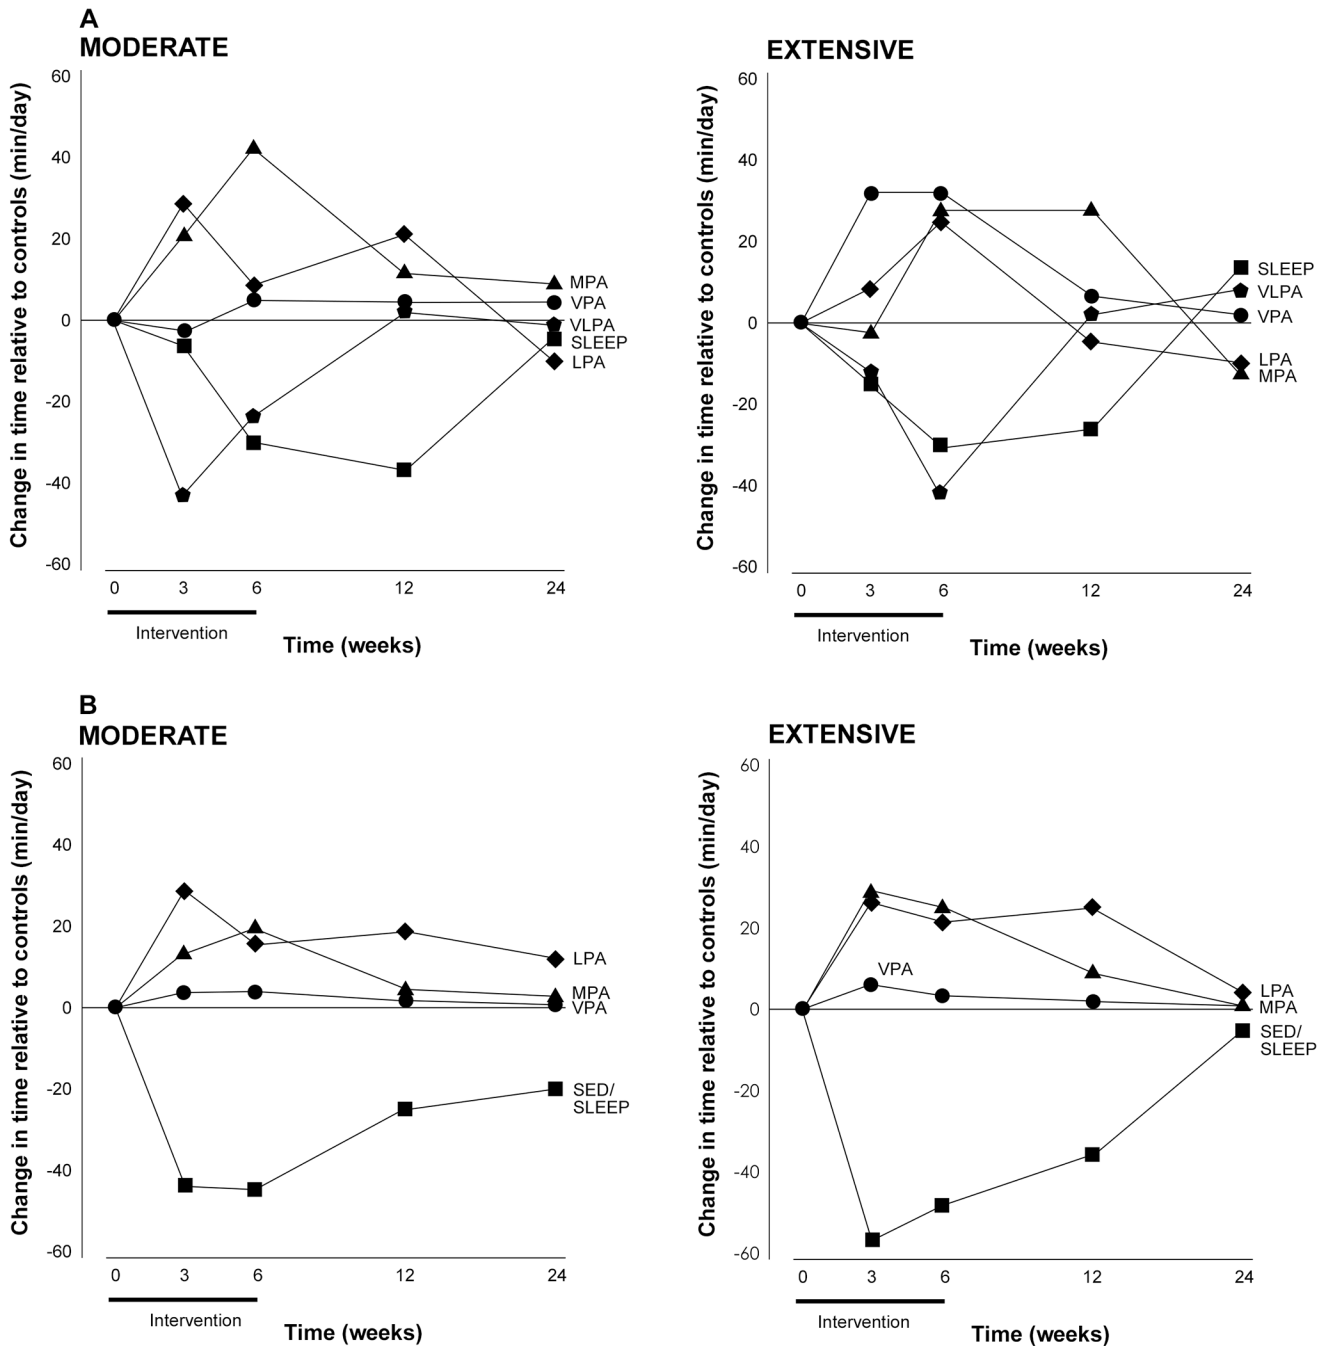 A
MODERATE
Change in time relative to controls (min/day)
60
40
20
0
-20
-40
-60
MPA
VPA
VLPA
SLEEP
LPA
0 3 6 12 24
Intervention
Time (weeks)
EXTENSIVE
Change in time relative to controls (min/day)
60
40
20
0
-20
-40
-60
SLEEP
VLPA
VPA
LPA
MPA
0 3 6 12 24
Intervention
Time (weeks)
B
MODERATE
Change in time relative to controls (min/day)
60
40
20
0
-20
-40
-60
LPA
MPA
VPA
SED/
SLEEP
0 3 6 12 24
Intervention
Time (weeks)
EXTENSIVE
Change in time relative to controls (min/day)
60
40
20
0
-20
-40
-60
VPA
LPA
MPA
SED/
SLEEP
0 3 6 12 24
Intervention
Time (weeks)